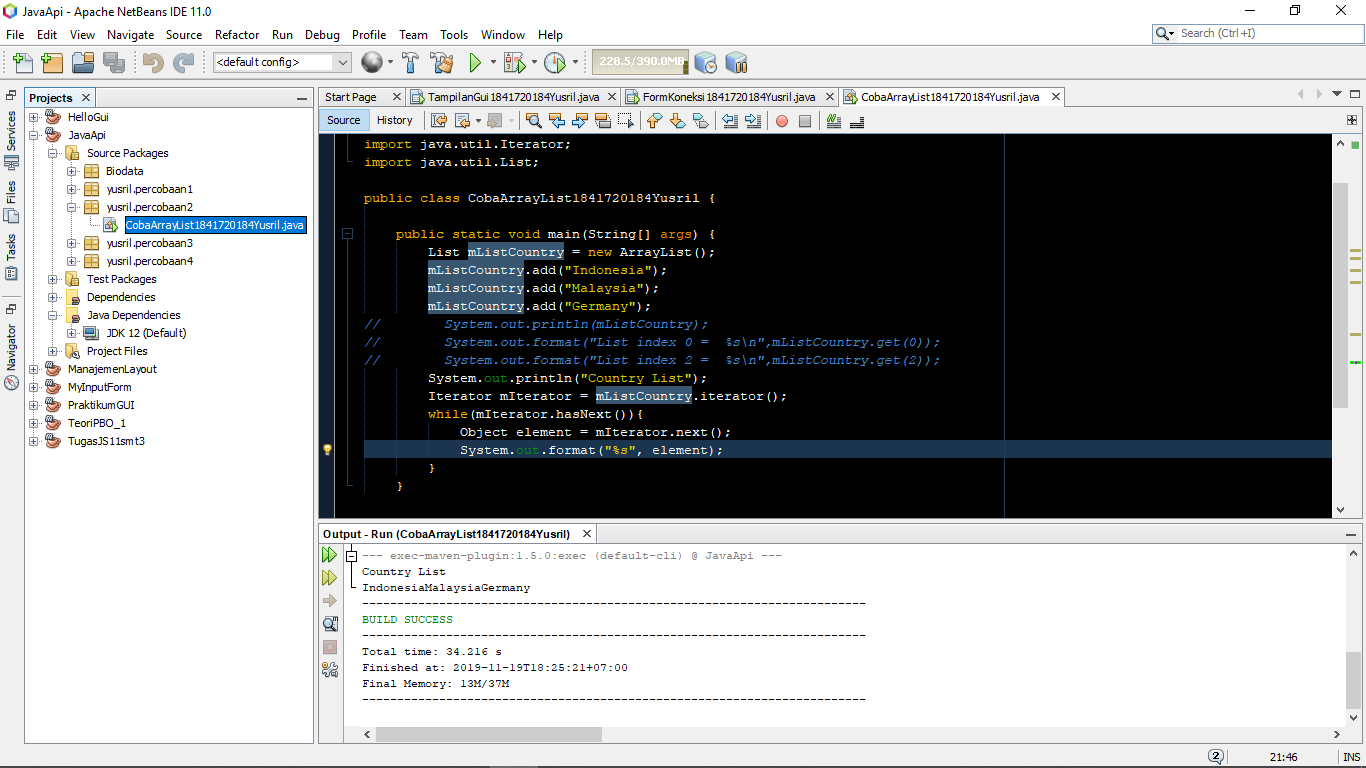 JavaApi - Apache NetBeans IDE 11.0
File Edit View Navigate Source Refactor Run Debug Profile Team Tools Window Help
Search (Ctrl+I)
<default config>
228.5/390.0MB
Projects
Services
Files
Tasks
Navigator
HelloGui
JavaApi
Source Packages
Biodata
yusril.percobaan1
yusril.percobaan2
CobaArrayList1841720184Yusril.java
yusril.percobaan3
yusril.percobaan4
Test Packages
Dependencies
Java Dependencies
JDK 12 (Default)
Project Files
ManajemenLayout
MyInputForm
PraktikumGUI
TeoriPBO_1
TugasJS11smt3
Start Page TampilanGui1841720184Yusril.java FormKoneksi1841720184Yusril.java CobaArrayList1841720184Yusril.java
Source History
import java.util.Iterator;
import java.util.List;
public class CobaArrayList1841720184Yusril {
public static void main(String[] args) {
List mListCountry = new ArrayList();
mListCountry.add("Indonesia");
mListCountry.add("Malaysia");
mListCountry.add("Germany");
// System.out.println(mListCountry);
// System.out.format("List index 0 = %s\n",mListCountry.get(0));
// System.out.format("List index 2 = %s\n",mListCountry.get(2));
System.out.println("Country List");
Iterator mIterator = mListCountry.iterator();
while(mIterator.hasNext()){
Object element = mIterator.next();
System.out.format("%s", element);
}
}
Output - Run (CobaArrayList1841720184Yusril)
--- exec-maven-plugin:1.5.0:exec (default-cli) @ JavaApi ---
Country List
IndonesiaMalaysiaGermany
------------------------------------------------------------------------
BUILD SUCCESS
------------------------------------------------------------------------
Total time: 34.216 s
Finished at: 2019-11-19T18:25:21+07:00
Final Memory: 13M/37M
------------------------------------------------------------------------
2 21:46 INS